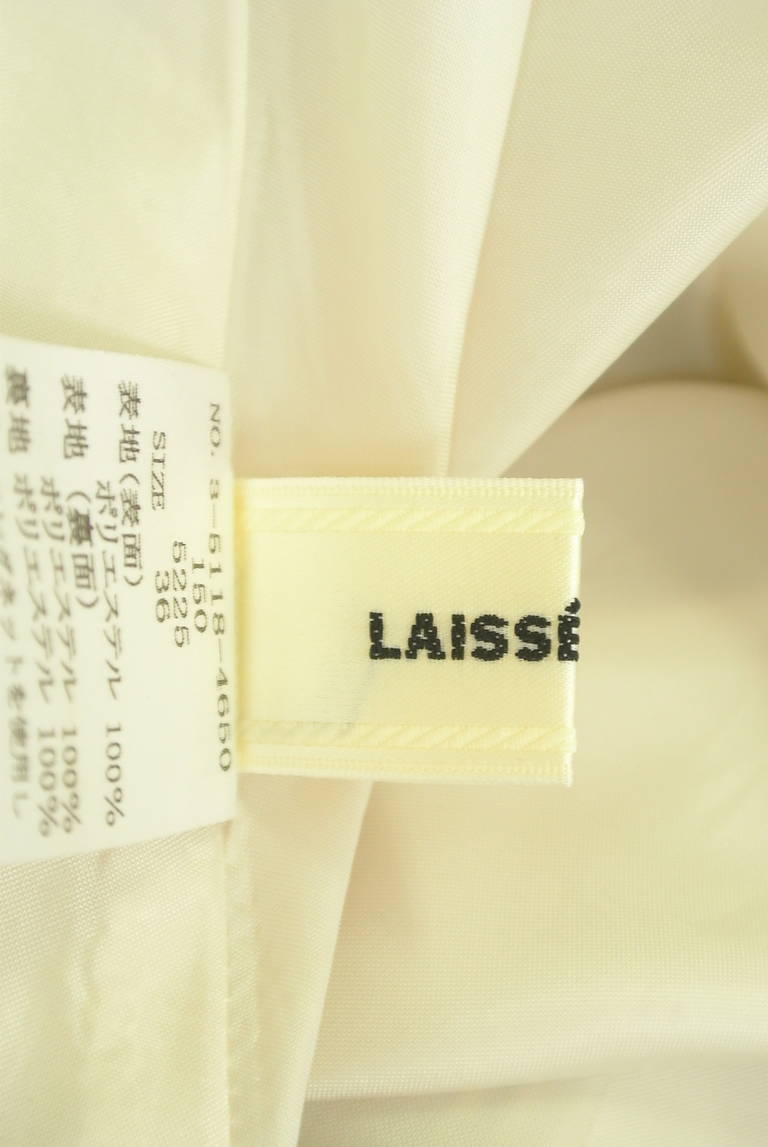 LAISSÉ
NO. 3-5118-4650
150
5225
SIZE 36
表地(表面)
ポリエステル 100%
表地(裏面)
ポリエステル 100%
裏地 ポリエステル 100%